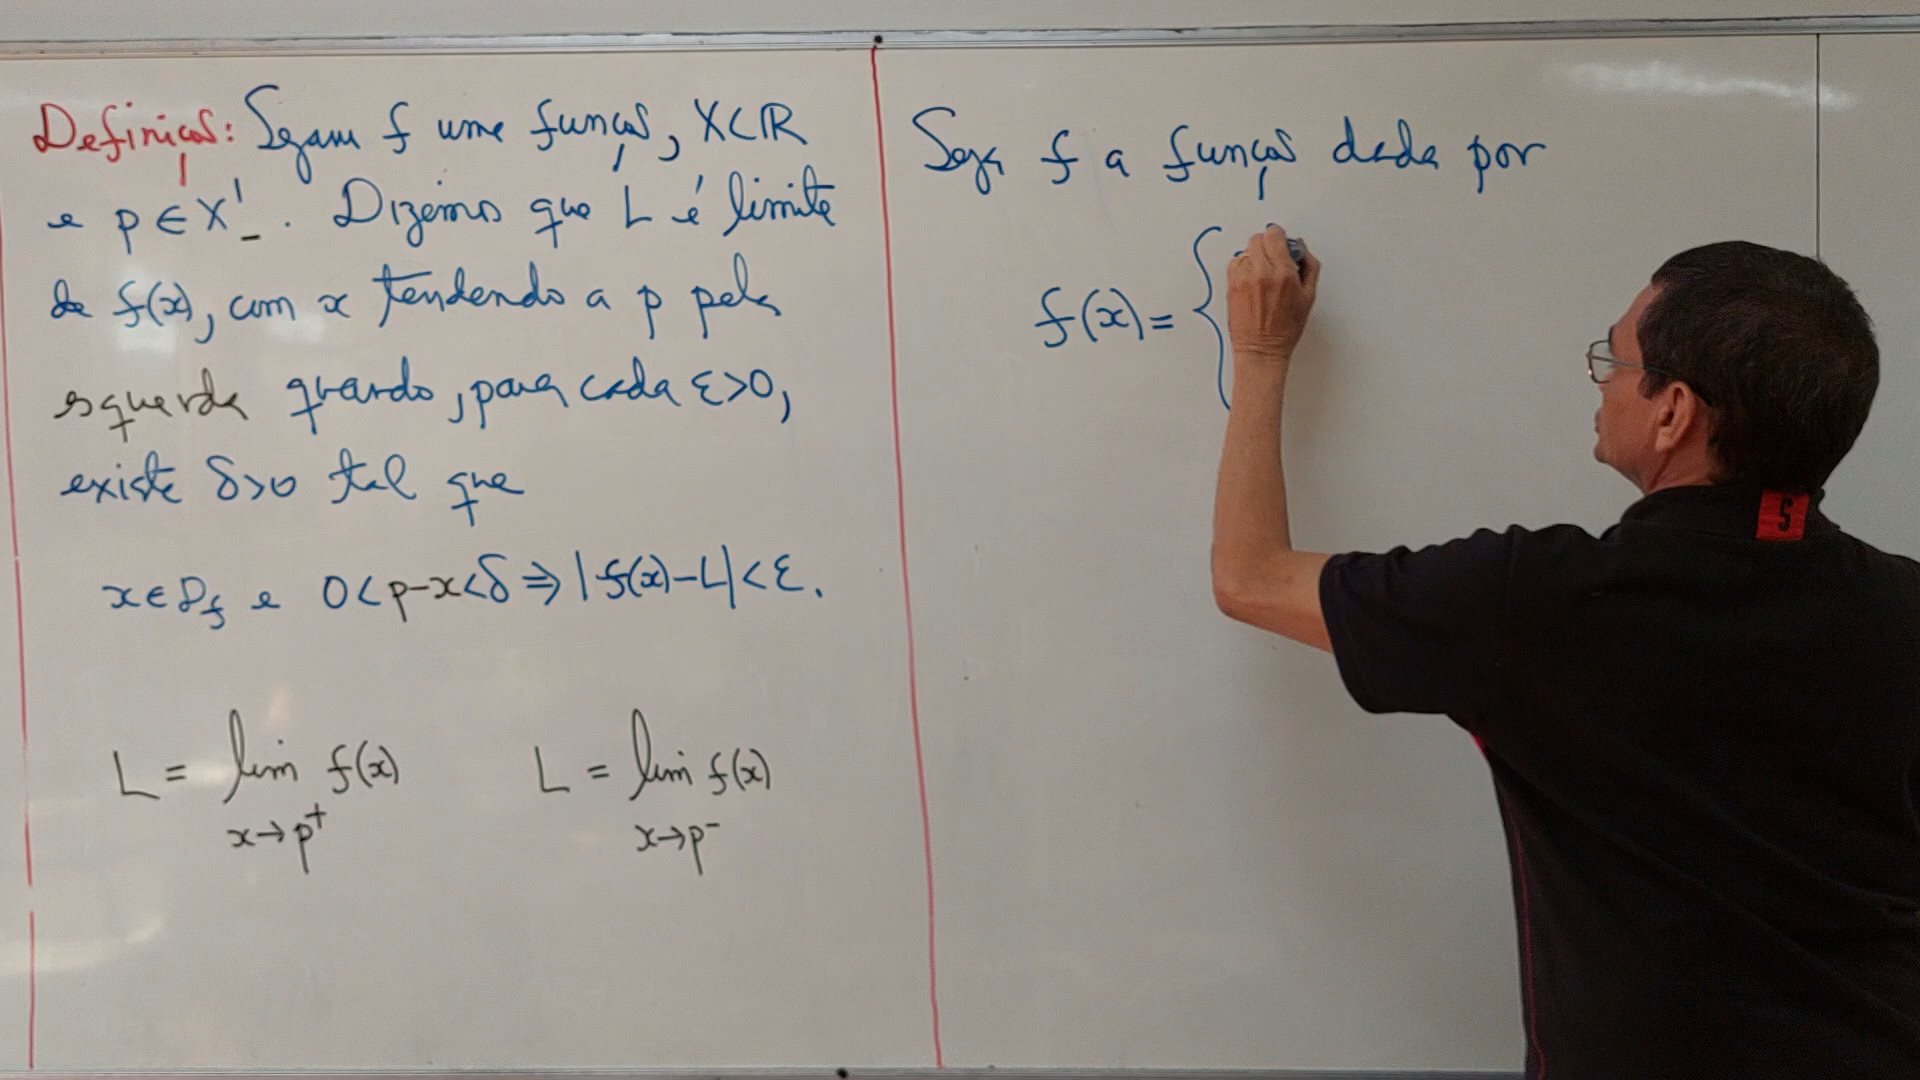 Definição: Sejam f uma função, X⊂ℝ
e p∈X'_. Dizemos que L é limite
de f(x), com x tendendo a p pela
esquerda quando, para cada ε>0,
existe δ>0 tal que
x∈D_f e 0<p-x<δ ⇒ |f(x)-L|<ε.
L = lim f(x)
x→p⁺
L = lim f(x)
x→p⁻
Seja f a função dada por
f(x)= {
S